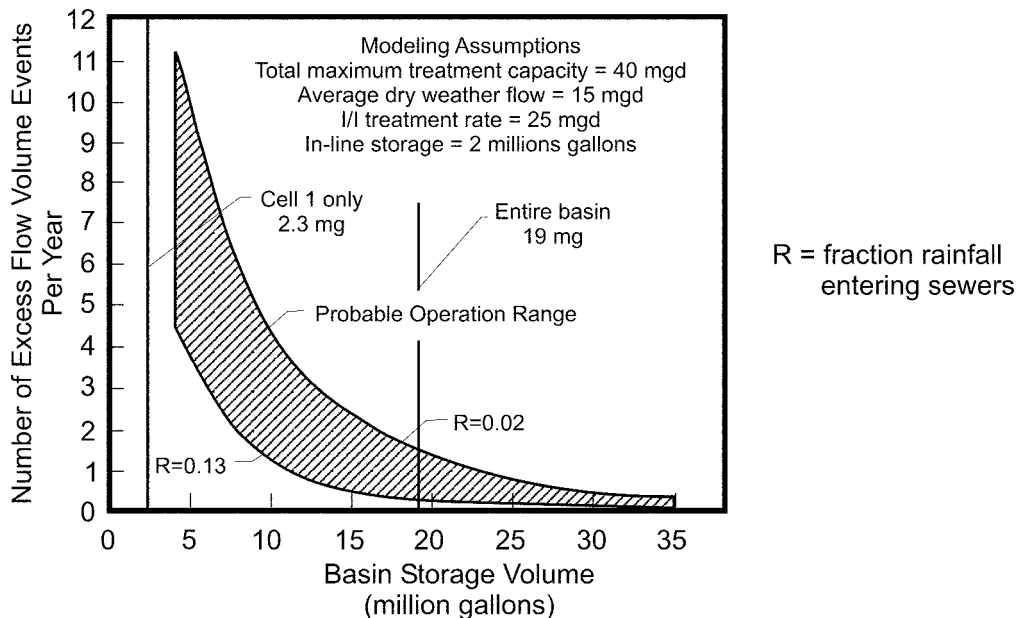 Number of Excess Flow Volume Events
Per Year
12
11
10
9
8
7
6
5
4
3
2
1
0
Modeling Assumptions
Total maximum treatment capacity = 40 mgd
Average dry weather flow = 15 mgd
I/I treatment rate = 25 mgd
In-line storage = 2 millions gallons
Cell 1 only
2.3 mg
Entire basin
19 mg
Probable Operation Range
R=0.02
R=0.13
0
5
10
15
20
25
30
35
Basin Storage Volume
(million gallons)
R = fraction rainfall
entering sewers